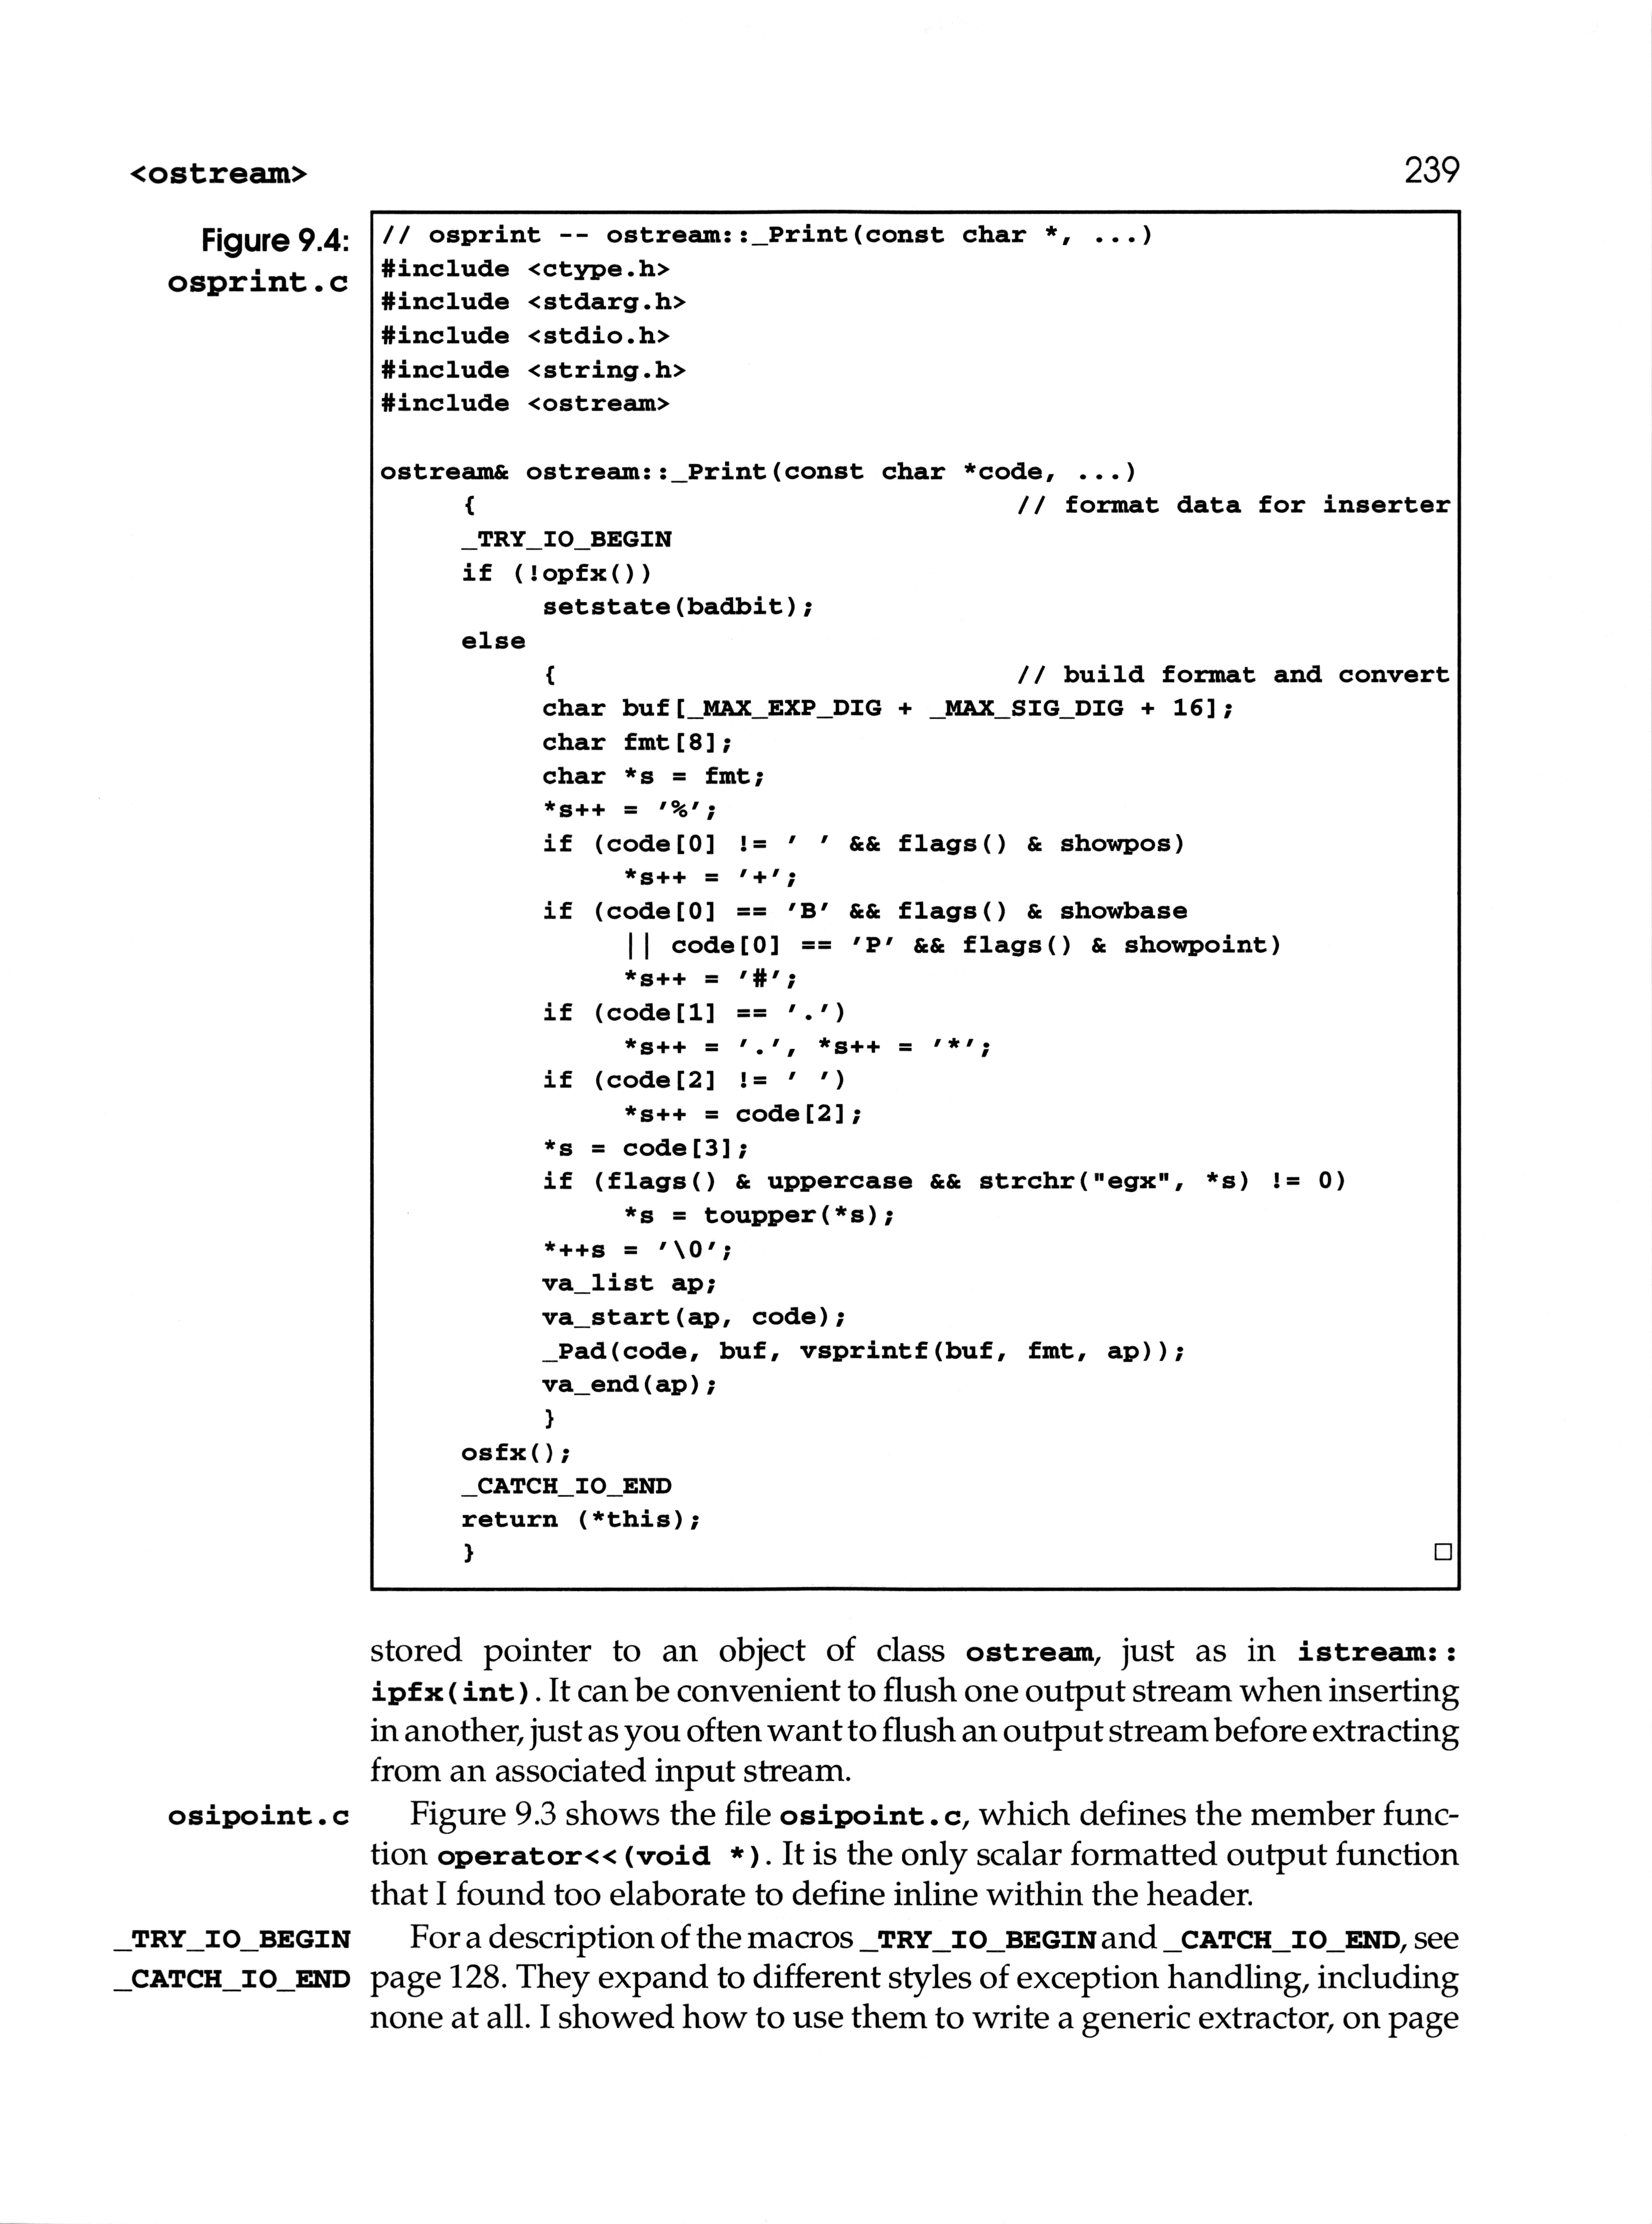 <ostream>
239
Figure 9.4:
osprint.c
// osprint -- ostream::_Print(const char *, ...)
#include <ctype.h>
#include <stdarg.h>
#include <stdio.h>
#include <string.h>
#include <ostream>
ostream& ostream::_Print(const char *code, ...)
{ // format data for inserter
_TRY_IO_BEGIN
if (!opfx())
setstate(badbit);
else
{ // build format and convert
char buf[_MAX_EXP_DIG + _MAX_SIG_DIG + 16];
char fmt[8];
char *s = fmt;
*s++ = '%';
if (code[0] != ' ' && flags() & showpos)
*s++ = '+';
if (code[0] == 'B' && flags() & showbase
|| code[0] == 'P' && flags() & showpoint)
*s++ = '#';
if (code[1] == '.')
*s++ = '.', *s++ = '*';
if (code[2] != ' ')
*s++ = code[2];
*s = code[3];
if (flags() & uppercase && strchr("egx", *s) != 0)
*s = toupper(*s);
*++s = '\0';
va_list ap;
va_start(ap, code);
_Pad(code, buf, vsprintf(buf, fmt, ap));
va_end(ap);
}
osfx();
_CATCH_IO_END
return (*this);
}
□
stored pointer to an object of class ostream, just as in istream::
ipfx(int). It can be convenient to flush one output stream when inserting
in another, just as you often want to flush an output stream before extracting
from an associated input stream.
osipoint.c Figure 9.3 shows the file osipoint.c, which defines the member func-
tion operator<<(void *). It is the only scalar formatted output function
that I found too elaborate to define inline within the header.
_TRY_IO_BEGIN For a description of the macros _TRY_IO_BEGIN and _CATCH_IO_END, see
_CATCH_IO_END page 128. They expand to different styles of exception handling, including
none at all. I showed how to use them to write a generic extractor, on page